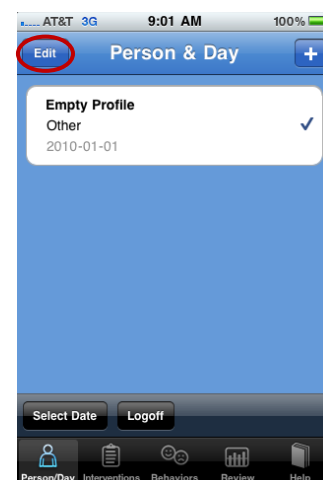 AT&T 3G 9:01 AM 100%
Edit Person & Day +
Empty Profile
Other
2010-01-01
Select Date Logoff
Person/Day Interventions Behaviors Review Help